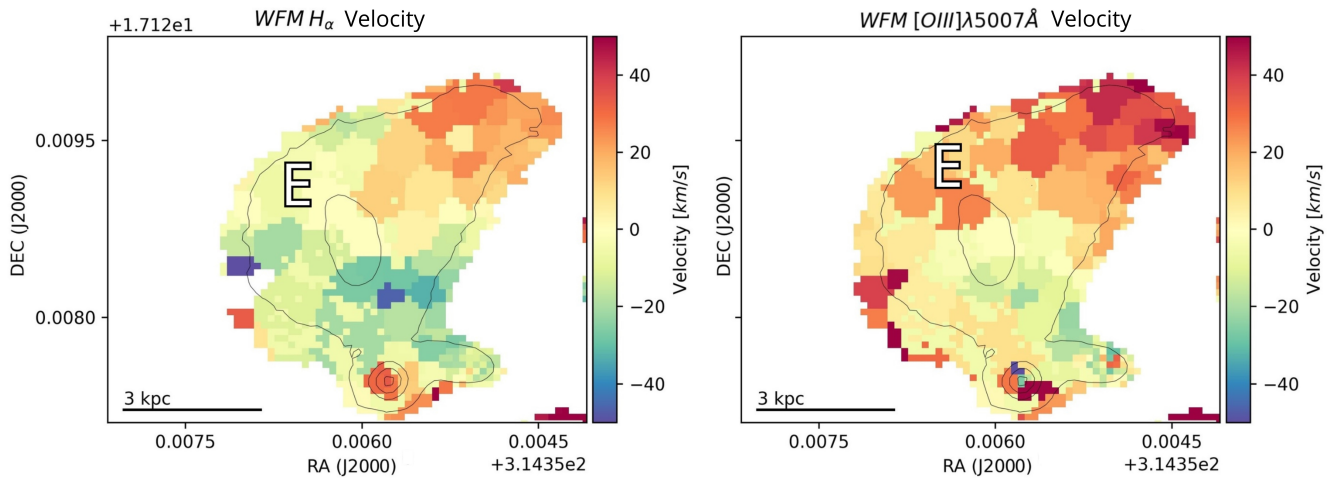 WFM Hα Velocity
+1.712e1
E
0.0095
0.0080
DEC (J2000)
3 kpc
0.0075
0.0060
0.0045
RA (J2000)
+3.1435e2
40
20
0
−20
−40
Velocity [km/s]
WFM [OIII]λ5007Å Velocity
E
DEC (J2000)
3 kpc
0.0075
0.0060
0.0045
RA (J2000)
+3.1435e2
40
20
0
−20
−40
Velocity [km/s]